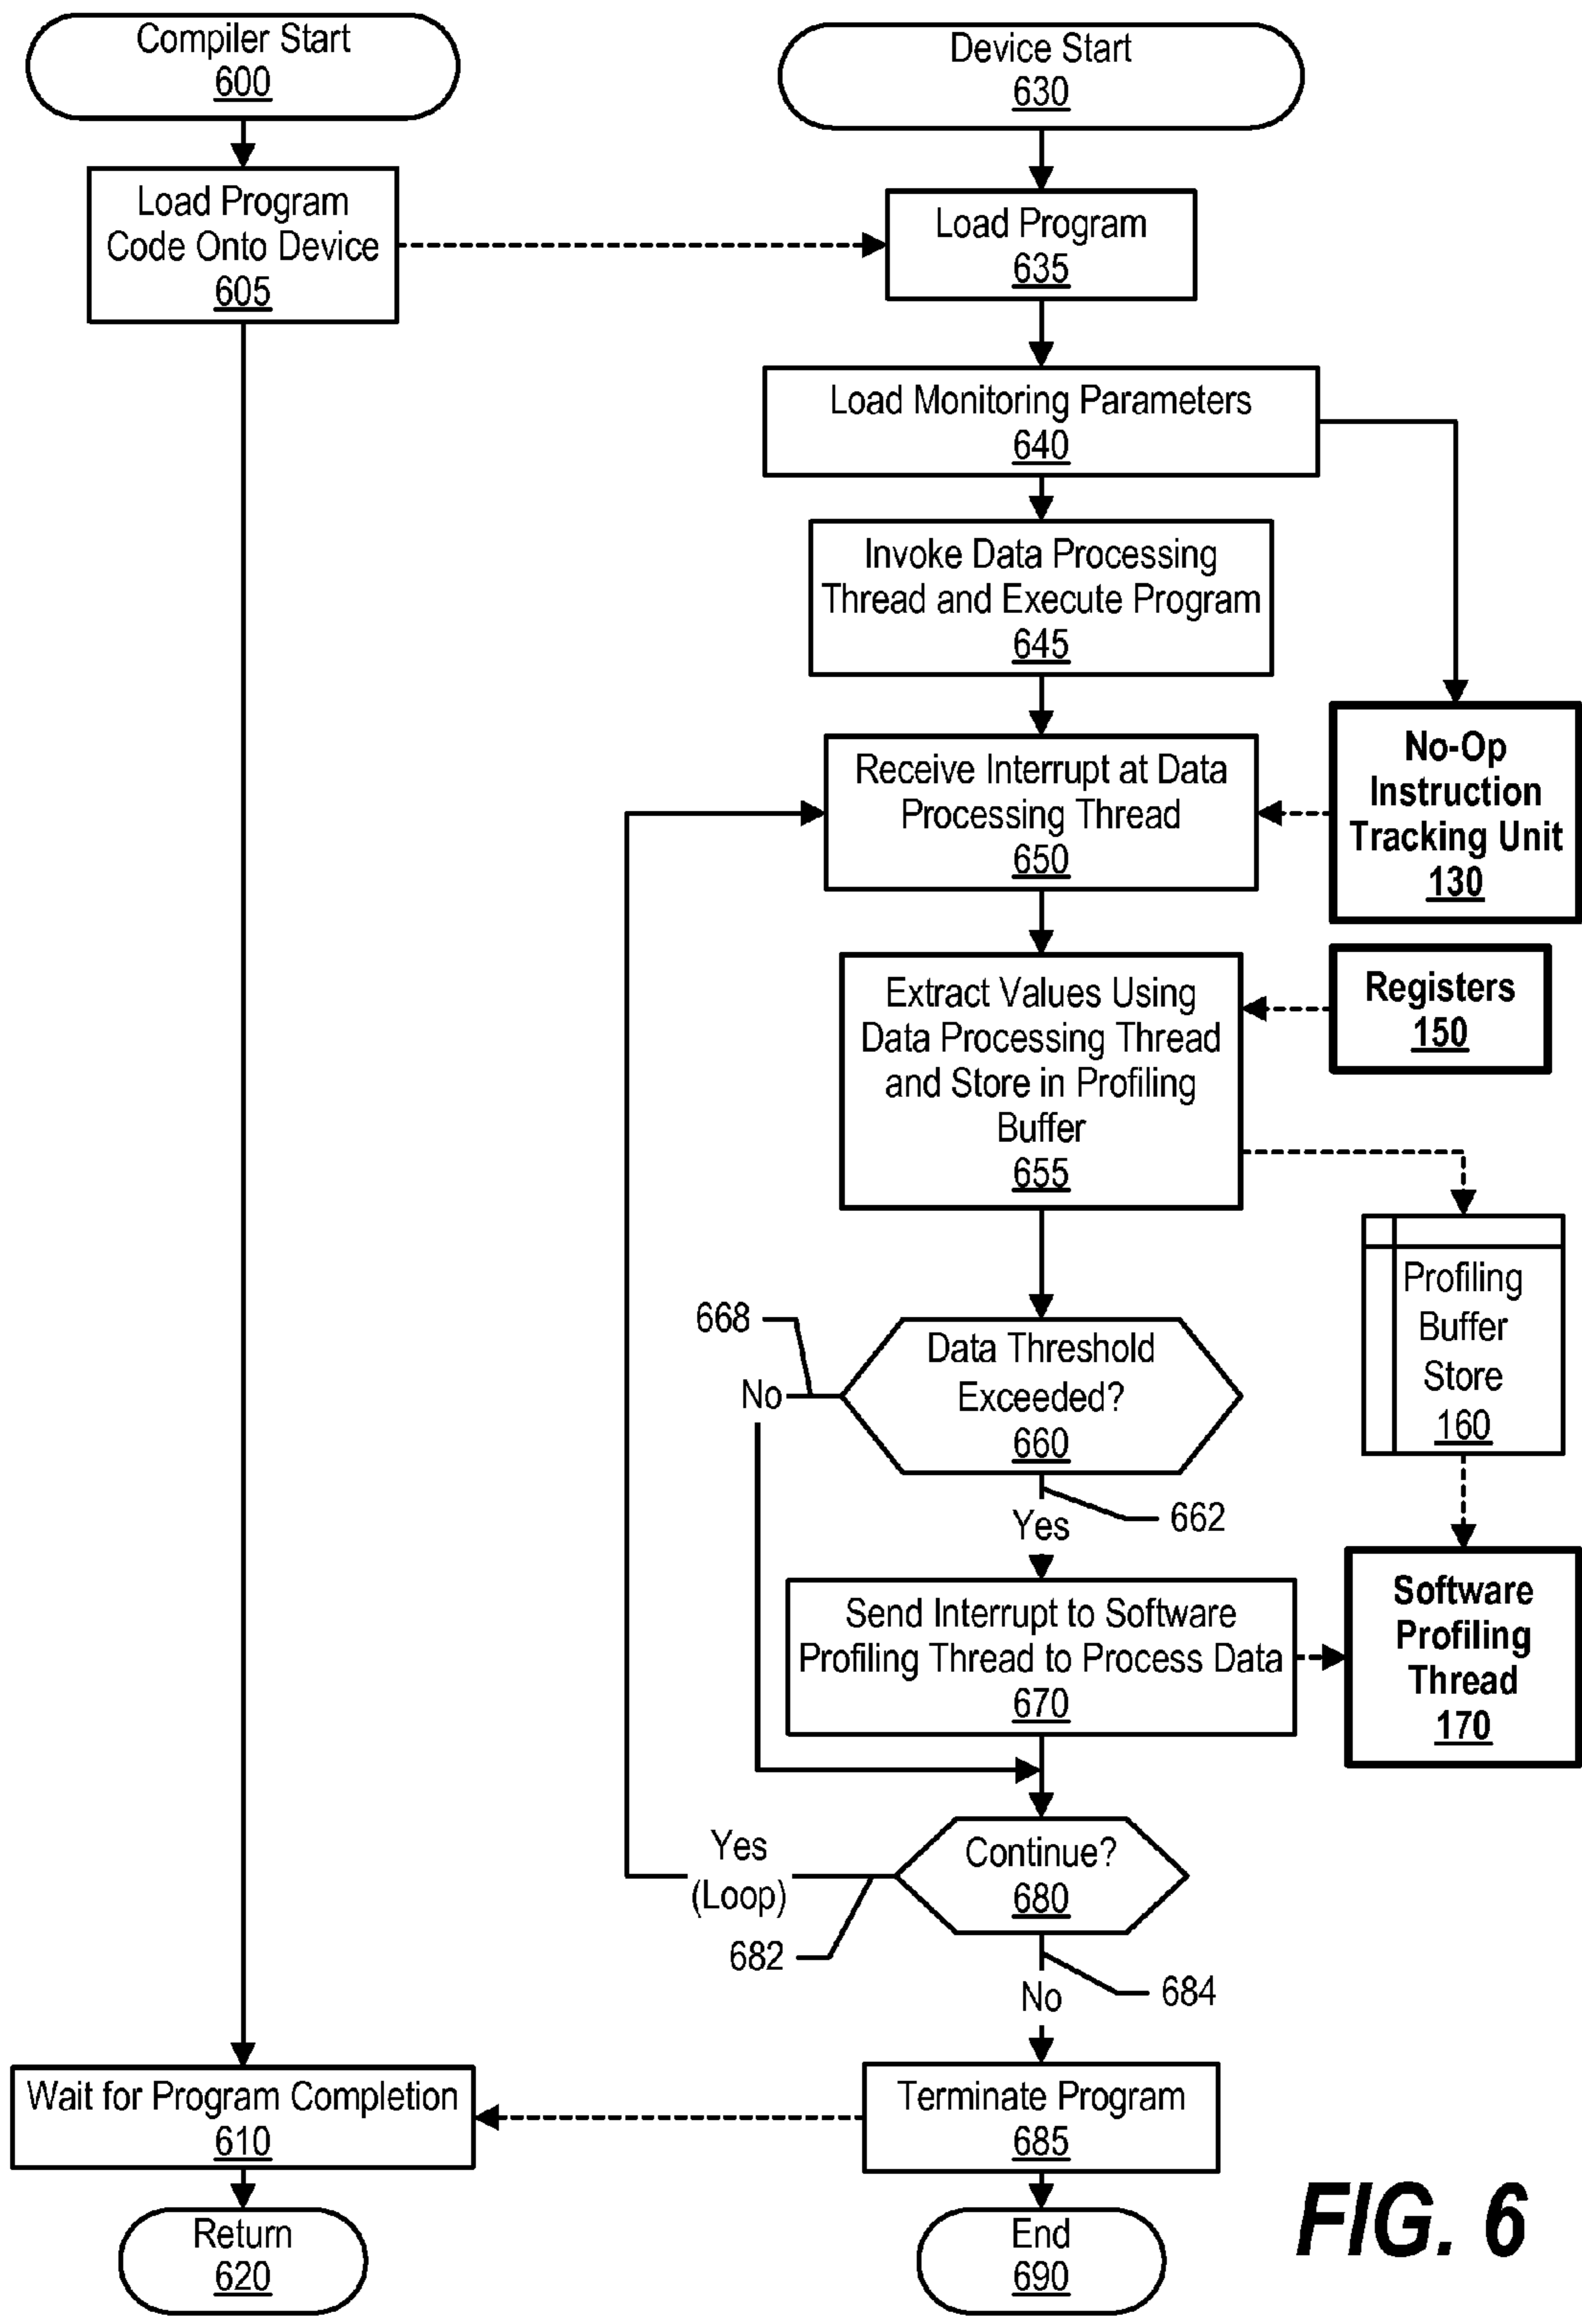 Compiler Start
600
Device Start
630
Load Program
Code Onto Device
605
Load Program
635
Load Monitoring Parameters
640
Invoke Data Processing
Thread and Execute Program
645
Receive Interrupt at Data
Processing Thread
650
No-Op
Instruction
Tracking Unit
130
Extract Values Using
Data Processing Thread
and Store in Profiling
Buffer
655
Registers
150
Profiling
Buffer
Store
160
668
No
Data Threshold
Exceeded?
660
Yes
662
Send Interrupt to Software
Profiling Thread to Process Data
670
Software
Profiling
Thread
170
Yes
(Loop)
682
Continue?
680
No
684
Wait for Program Completion
610
Terminate Program
685
Return
620
End
690
FIG. 6